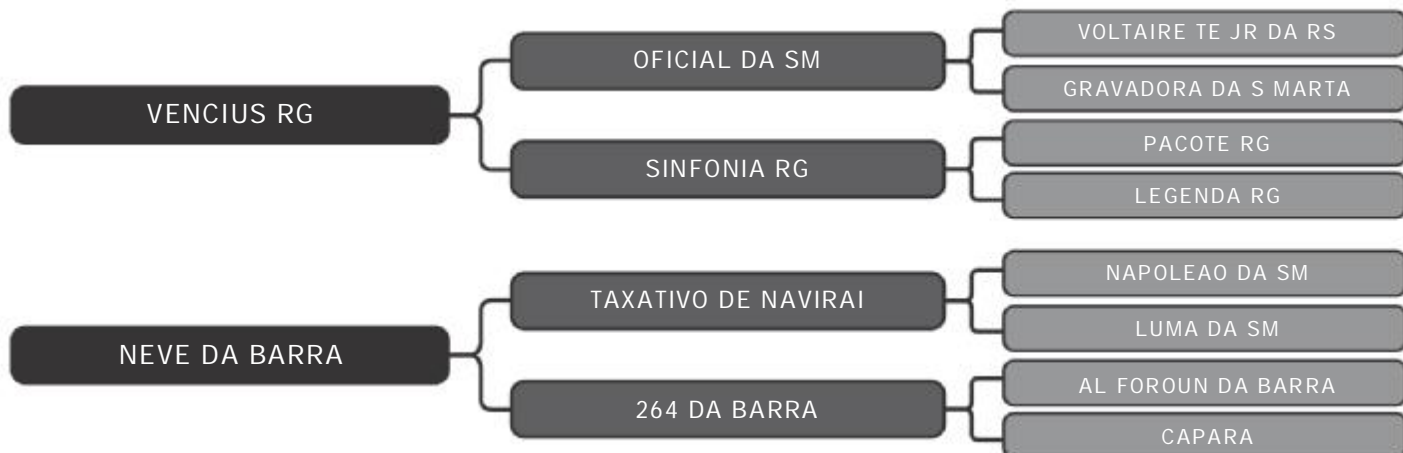 VENCIUS RG
OFICIAL DA SM
SINFONIA RG
VOLTAIRE TE JR DA RS
GRAVADORA DA S MARTA
PACOTE RG
LEGENDA RG
NEVE DA BARRA
TAXATIVO DE NAVIRAI
264 DA BARRA
NAPOLEAO DA SM
LUMA DA SM
AL FOROUN DA BARRA
CAPARA